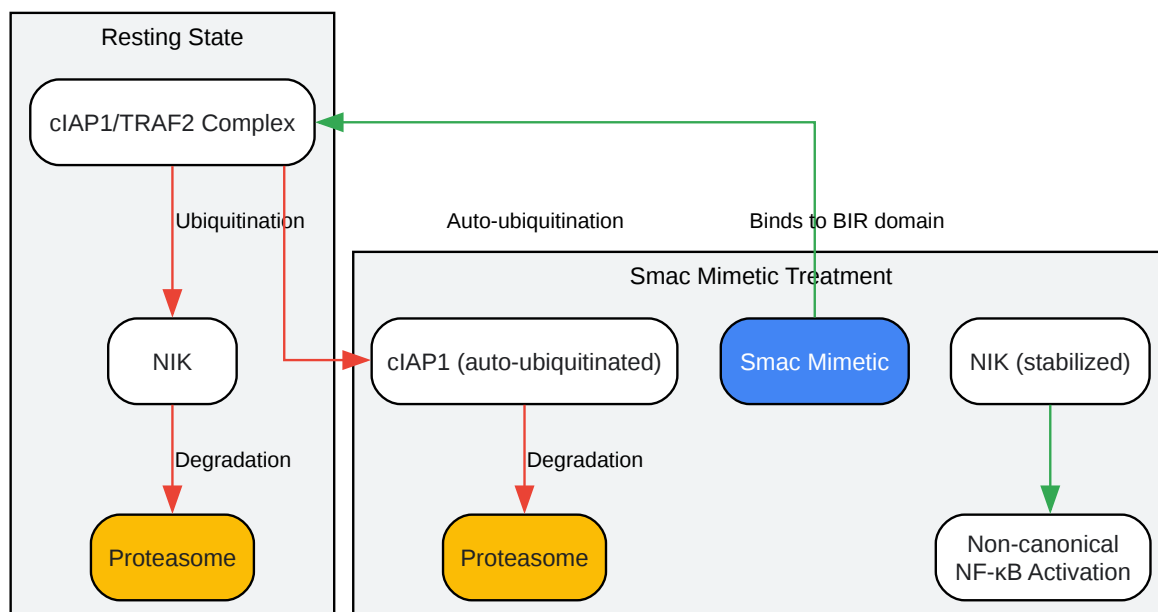 Resting State
cIAP1/TRAF2 Complex
Ubiquitination
Auto-ubiquitination
Binds to BIR domain
Smac Mimetic Treatment
NIK
cIAP1 (auto-ubiquitinated)
Smac Mimetic
NIK (stabilized)
Degradation
Degradation
Proteasome
Proteasome
Non-canonical
NF-κB Activation